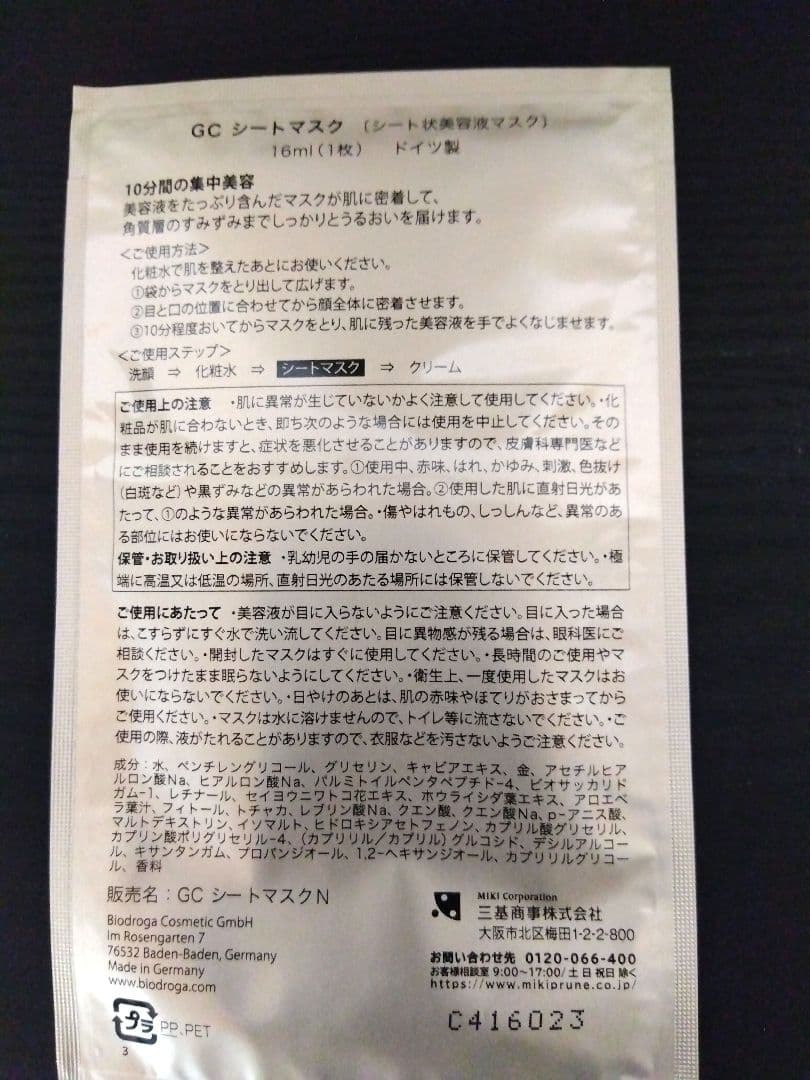 GC シートマスク （シート状美容液マスク）
16ml（1枚） ドイツ製
10分間の集中美容
美容液をたっぷり含んだマスクが肌に密着して、
角質層のすみずみまでしっかりとうるおいを届けます。
＜ご使用方法＞
化粧水で肌を整えたあとにお使いください。
①袋からマスクをとり出して広げます。
②目と口の位置に合わせてから顔全体に密着させます。
③10分程度おいてからマスクをとり、肌に残った美容液を手でよくなじませます。
＜ご使用ステップ＞
洗顔 ⇒ 化粧水 ⇒ シートマスク ⇒ クリーム
ご使用上の注意 ・肌に異常が生じていないかよく注意して使用してください。・化
粧品が肌に合わないとき、即ち次のような場合には使用を中止してください。その
まま使用を続けますと、症状を悪化させることがありますので、皮膚科専門医など
にご相談されることをおすすめします。①使用中、赤味、はれ、かゆみ、刺激、色抜け
（白斑など）や黒ずみなどの異常があらわれた場合。②使用した肌に直射日光があ
たって、①のような異常があらわれた場合。・傷やはれもの、しっしんなど、異常のあ
る部位にはお使いにならないでください。
保管・お取り扱い上の注意 ・乳幼児の手の届かないところに保管してください。・極
端に高温又は低温の場所、直射日光のあたる場所には保管しないでください。
ご使用にあたって ・美容液が目に入らないようにご注意ください。目に入った場合
は、こすらずにすぐ水で洗い流してください。目に異物感が残る場合は、眼科医にご
相談ください。・開封したマスクはすぐに使用してください。・長時間のご使用やマ
スクをつけたまま眠らないようにしてください。・衛生上、一度使用したマスクはお
使いにならないでください。・日やけのあとは、肌の赤味やほてりがおさまってから
ご使用ください。・マスクは水に溶けませんので、トイレ等に流さないでください。・ご
使用の際、液がたれることがありますので、衣服などを汚さないようご注意ください。
成分：水、ペンチレングリコール、グリセリン、キャビアエキス、金、アセチルヒア
ルロン酸Na、ヒアルロン酸Na、パルミトイルペンタペプチド-4、ビオサッカリド
ガム-1、レチナール、セイヨウニワトコ花エキス、ホウライシダ葉エキス、アロエベ
ラ葉汁、フィトール、トチャカ、レブリン酸Na、クエン酸、クエン酸Na、p-アニス酸、
マルトデキストリン、イソマルト、ヒドロキシアセトフェノン、カプリル酸グリセリル、
カプリン酸ポリグリセリル-4、（カプリリル／カプリル）グルコシド、デシルアルコー
ル、キサンタンガム、プロパンジオール、1,2-ヘキサンジオール、カプリリルグリコー
ル、香料
販売名：GC シートマスクN
Biodroga Cosmetic GmbH
Im Rosengarten 7
76532 Baden-Baden, Germany
Made in Germany
www.biodroga.com
MIKI Corporation
三基商事株式会社
大阪市北区梅田1-2-2-800
お問い合わせ先 0120-066-400
お客様相談室 9:00～17:00／土 日 祝日 除く
https://www.mikiprune.co.jp/
プラ PP、PET
3
C416023